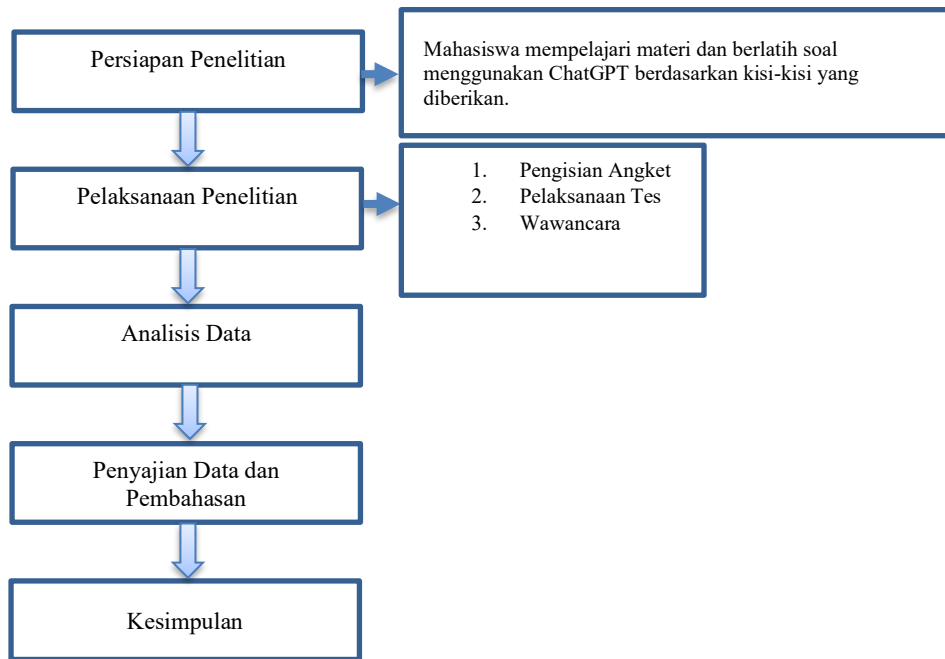 Persiapan Penelitian
Mahasiswa mempelajari materi dan berlatih soal
menggunakan ChatGPT berdasarkan kisi-kisi yang
diberikan.
Pelaksanaan Penelitian
1. Pengisian Angket
2. Pelaksanaan Tes
3. Wawancara
Analisis Data
Penyajian Data dan
Pembahasan
Kesimpulan